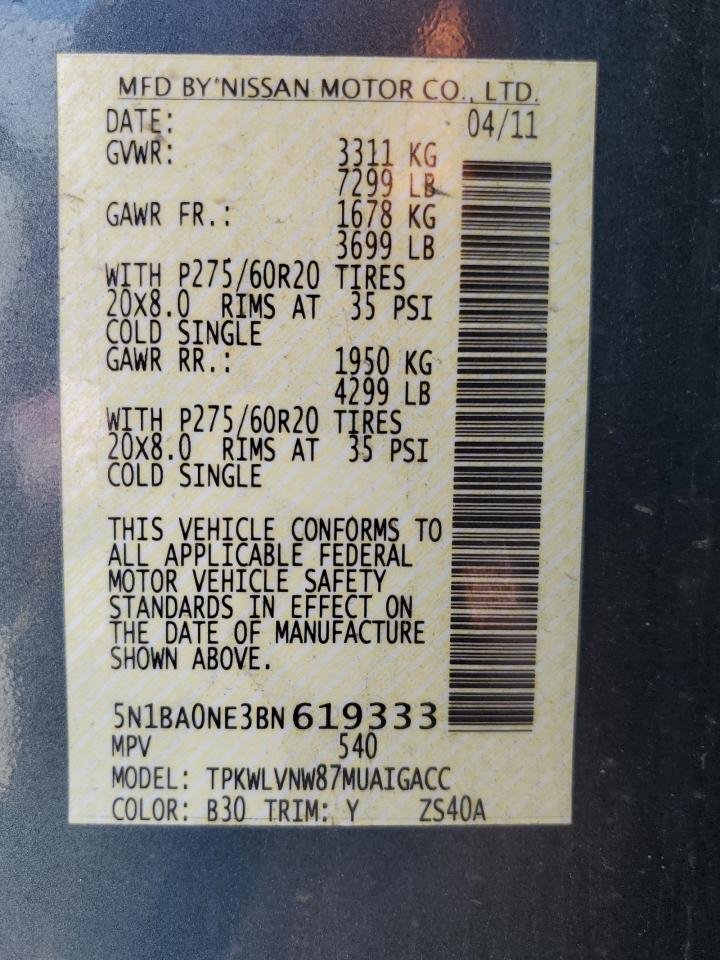 MFD BY NISSAN MOTOR CO., LTD.
DATE: 04/11
GVWR: 3311 KG
7299 LB
GAWR FR.: 1678 KG
3699 LB
WITH P275/60R20 TIRES
20X8.0 RIMS AT 35 PSI
COLD SINGLE
GAWR RR.: 1950 KG
4299 LB
WITH P275/60R20 TIRES
20X8.0 RIMS AT 35 PSI
COLD SINGLE
THIS VEHICLE CONFORMS TO
ALL APPLICABLE FEDERAL
MOTOR VEHICLE SAFETY
STANDARDS IN EFFECT ON
THE DATE OF MANUFACTURE
SHOWN ABOVE.
5N1BA0NE3BN619333
MPV 540
MODEL: TPKWLVNW87MUAIGACC
COLOR: B30 TRIM: Y ZS40A